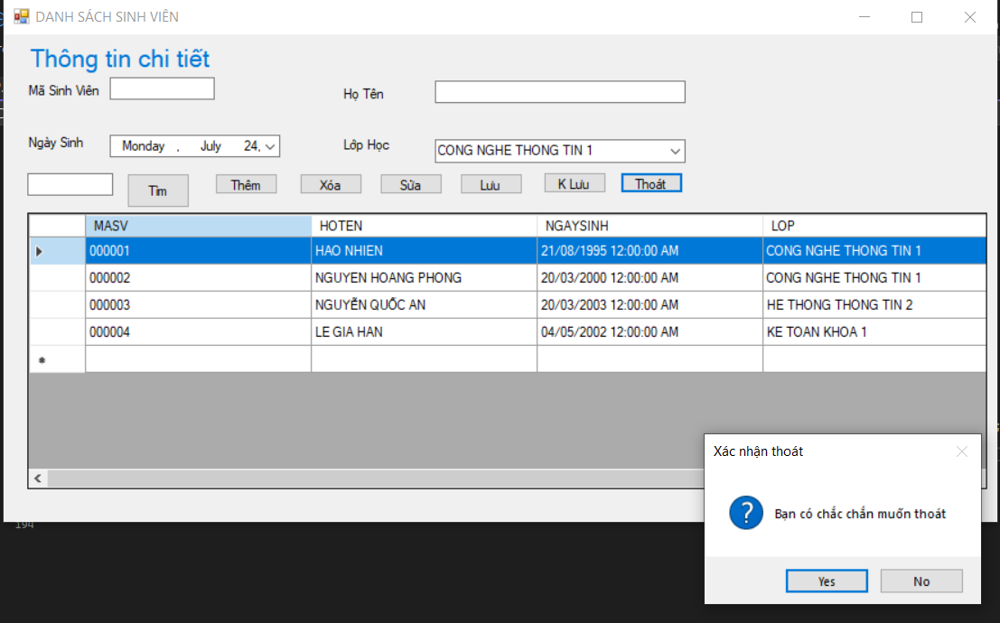 DANH SÁCH SINH VIÊN
Thông tin chi tiết
Mã Sinh Viên
Họ Tên
Ngày Sinh Monday , July 24,
Lớp Học CONG NGHE THONG TIN 1
Tìm Thêm Xóa Sửa Lưu K Lưu Thoát
MASV HOTEN NGAYSINH LOP
000001 HAO NHIEN 21/08/1995 12:00:00 AM CONG NGHE THONG TIN 1
000002 NGUYEN HOANG PHONG 20/03/2000 12:00:00 AM CONG NGHE THONG TIN 1
000003 NGUYỄN QUỐC AN 20/03/2003 12:00:00 AM HE THONG THONG TIN 2
000004 LE GIA HAN 04/05/2002 12:00:00 AM KE TOAN KHOA 1
Xác nhận thoát
Bạn có chắc chắn muốn thoát
Yes No
194